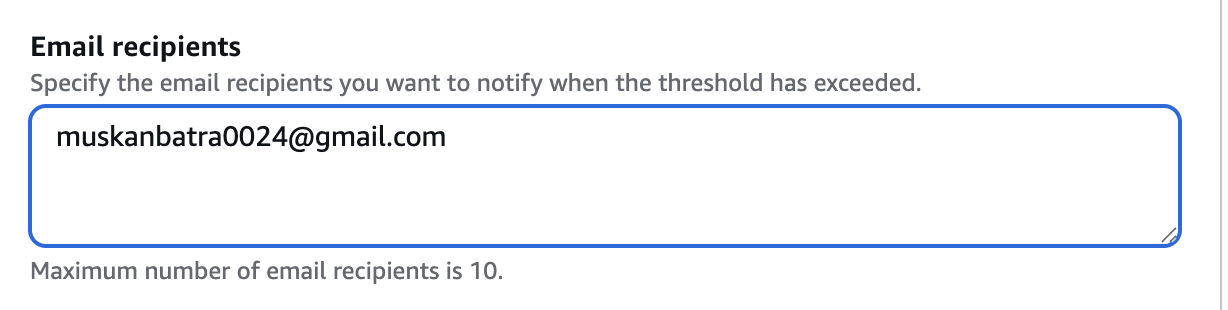 Email recipients
Specify the email recipients you want to notify when the threshold has exceeded.
muskanbatra0024@gmail.com
Maximum number of email recipients is 10.